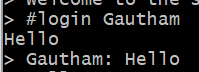 > Welcome to the s
> #login Gautham
Hello
> Gautham: Hello